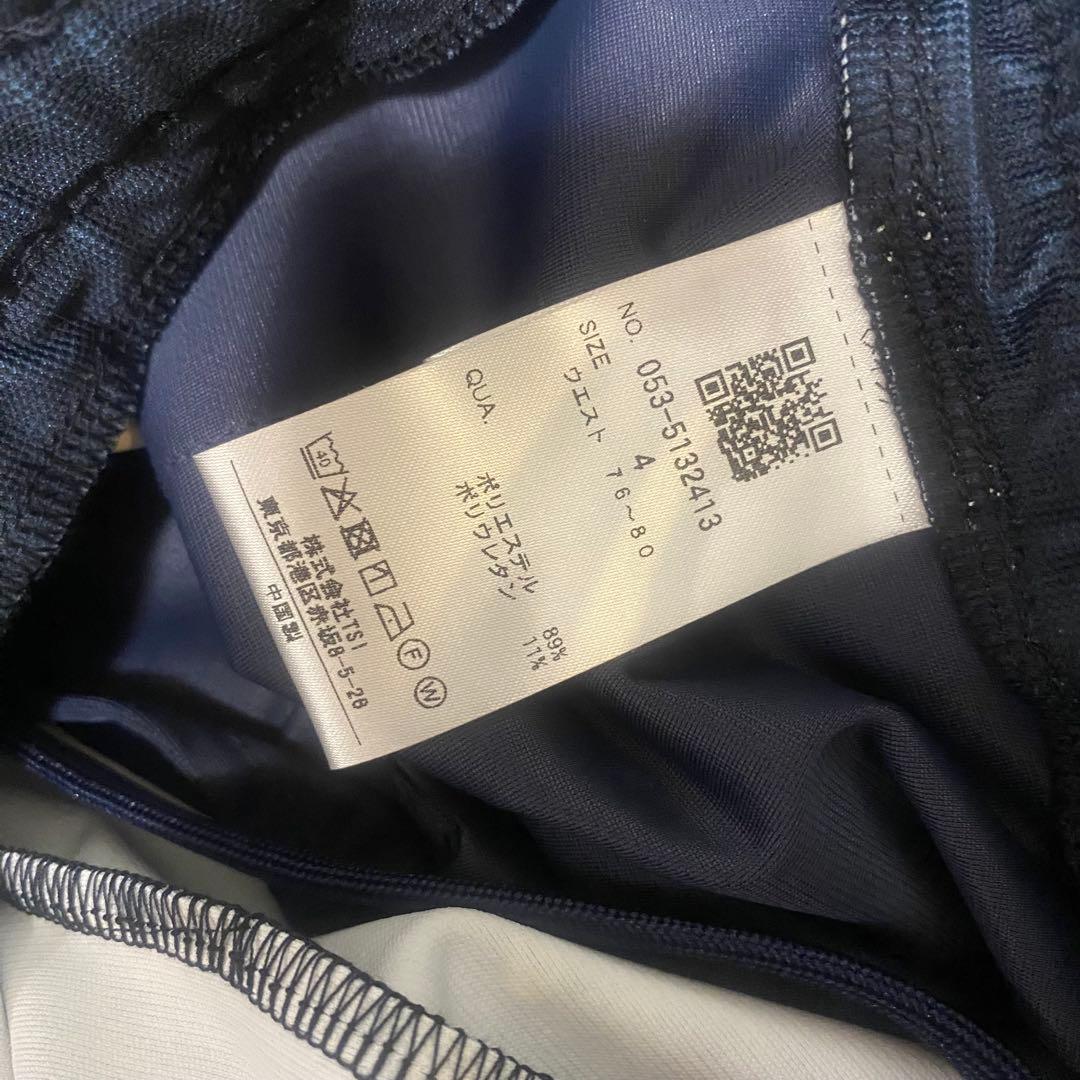 NO. 053-5132413
SIZE 4
ウエスト 76～80
QUA.
ポリエステル 89%
ポリウレタン 11%
40
F W
株式会社TSI
東京都港区赤坂8-5-28
中国製